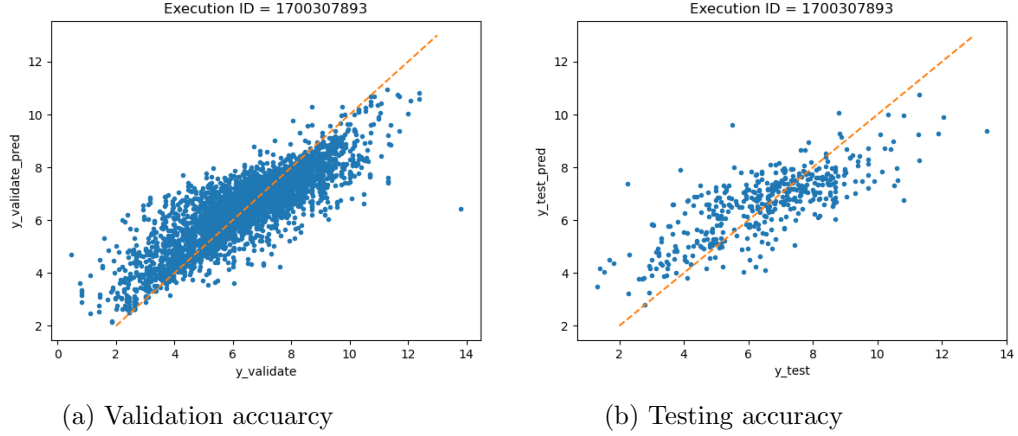 Execution ID = 1700307893
y_validate_pred
12
10
8
6
4
2
0 2 4 6 8 10 12 14
y_validate
(a) Validation accuarcy
Execution ID = 1700307893
y_test_pred
12
10
8
6
4
2
2 4 6 8 10 12 14
y_test
(b) Testing accuracy